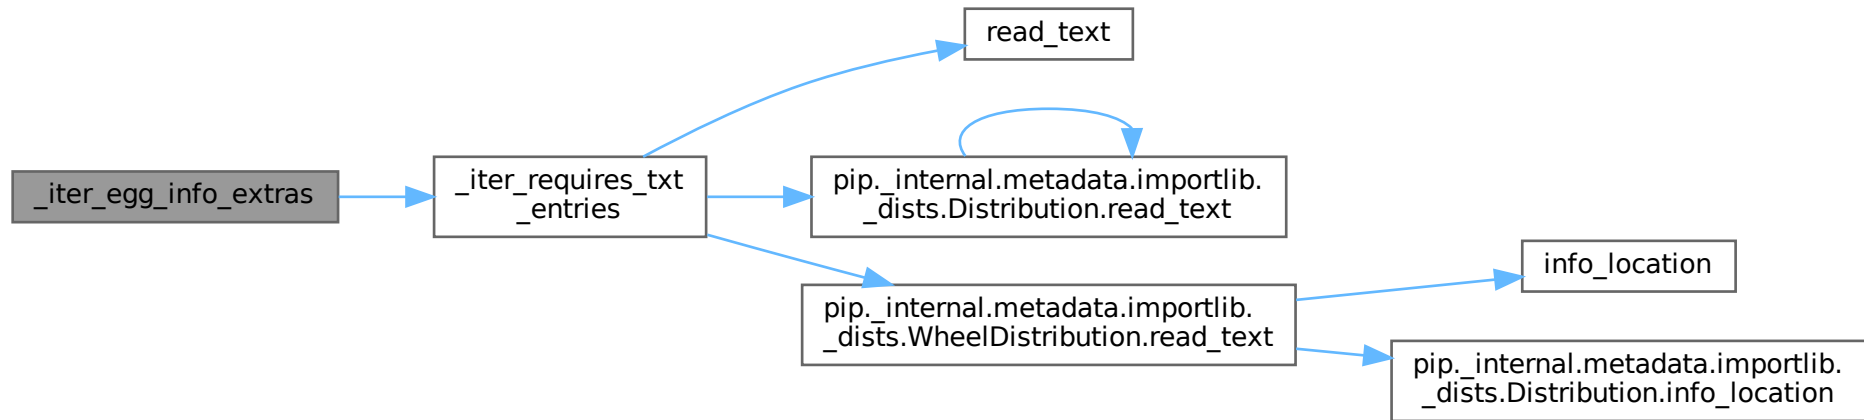 read_text
_iter_egg_info_extras
_iter_requires_txt
_entries
pip._internal.metadata.importlib.
_dists.Distribution.read_text
pip._internal.metadata.importlib.
_dists.WheelDistribution.read_text
info_location
pip._internal.metadata.importlib.
_dists.Distribution.info_location